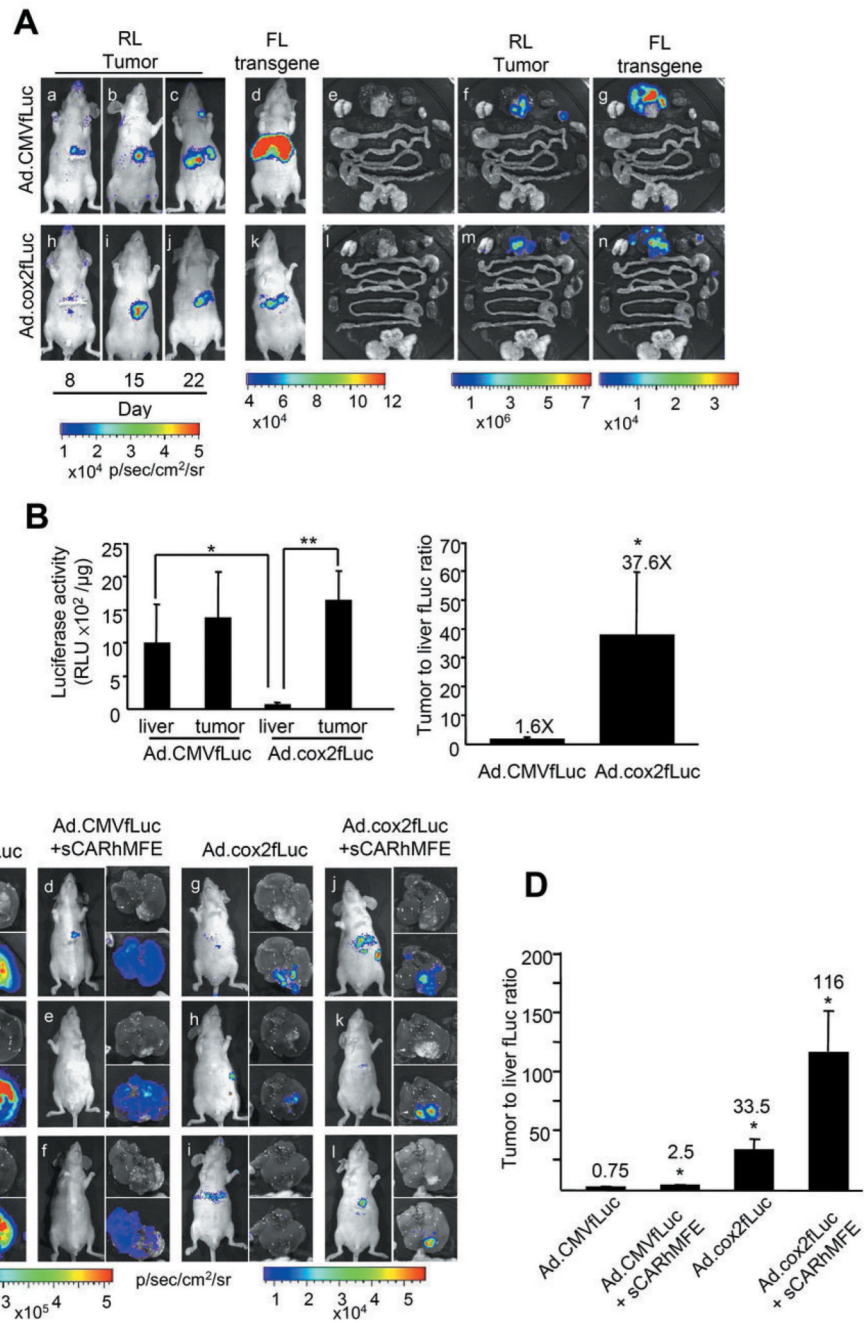 A
RL
Tumor
FL
transgene
RL
Tumor
FL
transgene
Ad.CMVfLuc
a b c d e f g
Ad.cox2fLuc
h i j k l m n
8 15 22
Day
1 2 3 4 5
x10⁴ p/sec/cm²/sr
4 6 8 10 12
x10⁴
1 3 5 7
x10⁶
1 2 3
x10⁴
B
Luciferase activity
(RLU x10² /µg)
25
20
15
10
5
0
* **
liver tumor liver tumor
Ad.CMVfLuc Ad.cox2fLuc
Tumor to liver fLuc ratio
70
60
50
40
30
20
10
0
*
37.6X
1.6X
Ad.CMVfLuc Ad.cox2fLuc
Luc
Ad.CMVfLuc
+sCARhMFE
Ad.cox2fLuc
Ad.cox2fLuc
+sCARhMFE
d g j
e h k
f i l
3 4 5
x10⁵
p/sec/cm²/sr
1 2 3 4 5
x10⁴
D
Tumor to liver fLuc ratio
200
150
100
50
0.75
2.5
*
33.5
*
116
*
Ad.CMVfLuc
Ad.CMVfLuc
+ sCARhMFE
Ad.cox2fLuc
Ad.cox2fLuc
+ sCARhMFE